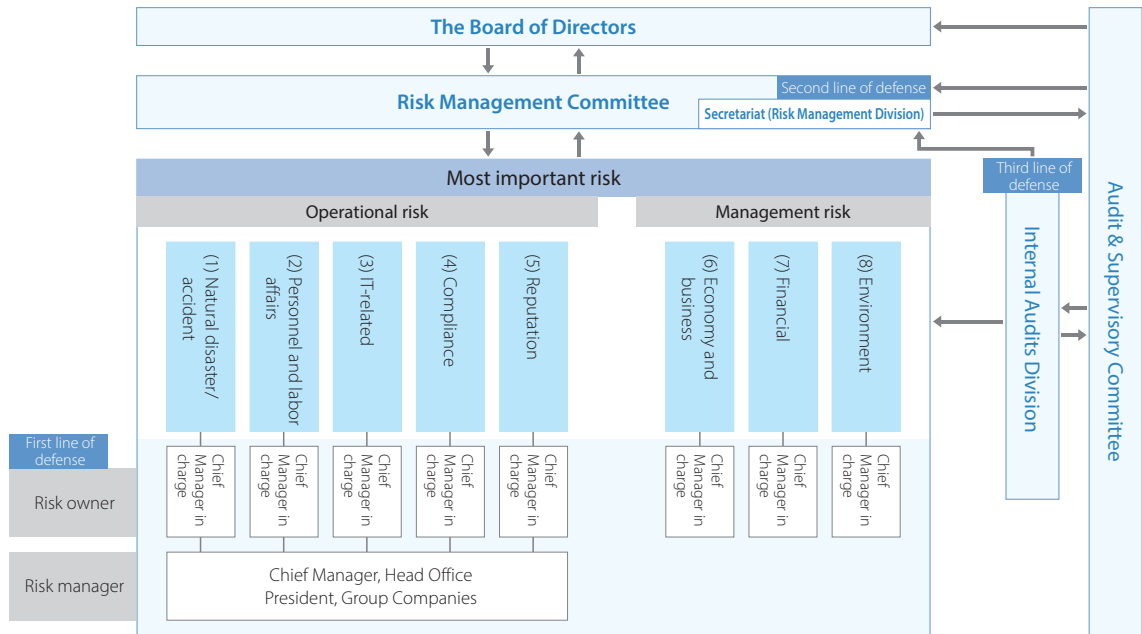 The Board of Directors
Second line of defense
Risk Management Committee
Secretariat (Risk Management Division)
Most important risk
Third line of
defense
Operational risk
Management risk
(1) Natural disaster/
accident
(2) Personnel and labor
affairs
(3) IT-related
(4) Compliance
(5) Reputation
(6) Economy and
business
(7) Financial
(8) Environment
Internal Audits Division
Audit & Supervisory Committee
First line of
defense
Risk owner
Chief
Manager in
charge
Chief
Manager in
charge
Chief
Manager in
charge
Chief
Manager in
charge
Chief
Manager in
charge
Chief
Manager in
charge
Chief
Manager in
charge
Chief
Manager in
charge
Risk manager
Chief Manager, Head Office
President, Group Companies